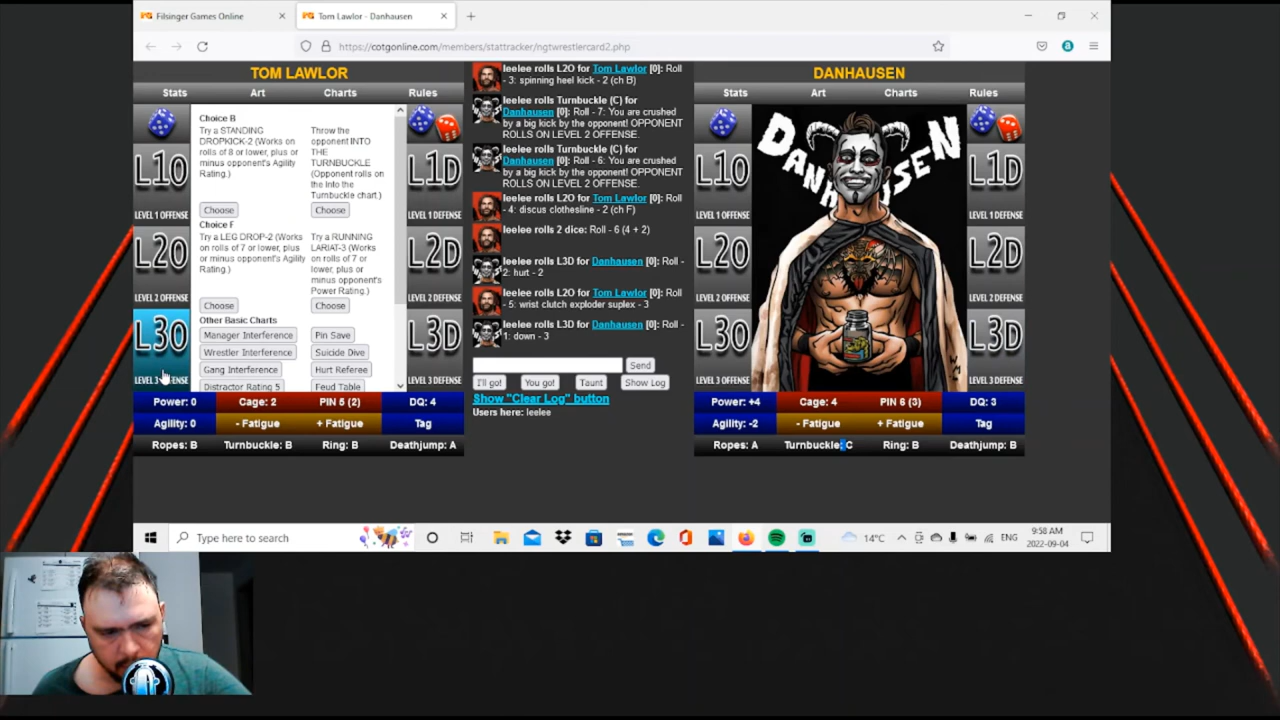 Filsinger Games Online
Tom Lawlor - Danhausen
https://cotgonline.com/members/stattracker/ngtwrestlercard2.php
TOM LAWLOR
Stats Art Charts Rules
L1O
LEVEL 1 OFFENSE
L2O
LEVEL 2 OFFENSE
L3O
LEVEL 3 OFFENSE
Choice B
Try a STANDING
DROPKICK-2 (Works
on rolls of 8 or lower, plus or
minus opponent's Agility
Rating.)
Choose
Throw the
opponent INTO
THE
TURNBUCKLE
(Opponent rolls on
the Into the
Turnbuckle chart.)
Choose
Choice F
Try a LEG DROP-2 (Works
on rolls of 7 or lower, plus
or minus opponent's Agility
Rating.)
Choose
Try a RUNNING
LARIAT-3 (Works
on rolls of 7 or
lower, plus or
minus opponent's
Power Rating.)
Choose
Other Basic Charts
Manager Interference Pin Save
Wrestler Interference Suicide Dive
Gang Interference Hurt Referee
Distractor Rating 5 Feud Table
L1D
LEVEL 1 DEFENSE
L2D
LEVEL 2 DEFENSE
L3D
LEVEL 3 DEFENSE
Power: 0 Cage: 2 PIN 5 (2) DQ: 4
Agility: 0 - Fatigue + Fatigue Tag
Ropes: B Turnbuckle: B Ring: B Deathjump: A
leelee rolls L2O for Tom Lawlor [0]: Roll
- 3: spinning heel kick - 2 (ch B)
leelee rolls Turnbuckle (C) for
Danhausen [0]: Roll - 7: You are crushed
by a big kick by the opponent! OPPONENT
ROLLS ON LEVEL 2 OFFENSE.
leelee rolls Turnbuckle (C) for
Danhausen [0]: Roll - 6: You are crushed
by a big kick by the opponent! OPPONENT
ROLLS ON LEVEL 2 OFFENSE.
leelee rolls L2O for Tom Lawlor [0]: Roll
- 4: discus clothesline - 2 (ch F)
leelee rolls 2 dice: Roll - 6 (4 + 2)
leelee rolls L3D for Danhausen [0]: Roll -
2: hurt - 2
leelee rolls L2O for Tom Lawlor [0]: Roll
- 5: wrist clutch exploder suplex - 3
leelee rolls L3D for Danhausen [0]: Roll -
1: down - 3
Send
I'll go! You go! Taunt Show Log
Show "Clear Log" button
Users here: leelee
DANHAUSEN
Stats Art Charts Rules
L1O
LEVEL 1 OFFENSE
L2O
LEVEL 2 OFFENSE
L3O
LEVEL 3 OFFENSE
DANHAUSEN
L1D
LEVEL 1 DEFENSE
L2D
LEVEL 2 DEFENSE
L3D
LEVEL 3 DEFENSE
Power: +4 Cage: 4 PIN 6 (3) DQ: 3
Agility: -2 - Fatigue + Fatigue Tag
Ropes: A Turnbuckle: C Ring: B Deathjump: B
Type here to search
14°C
ENG
9:58 AM
2022-09-04